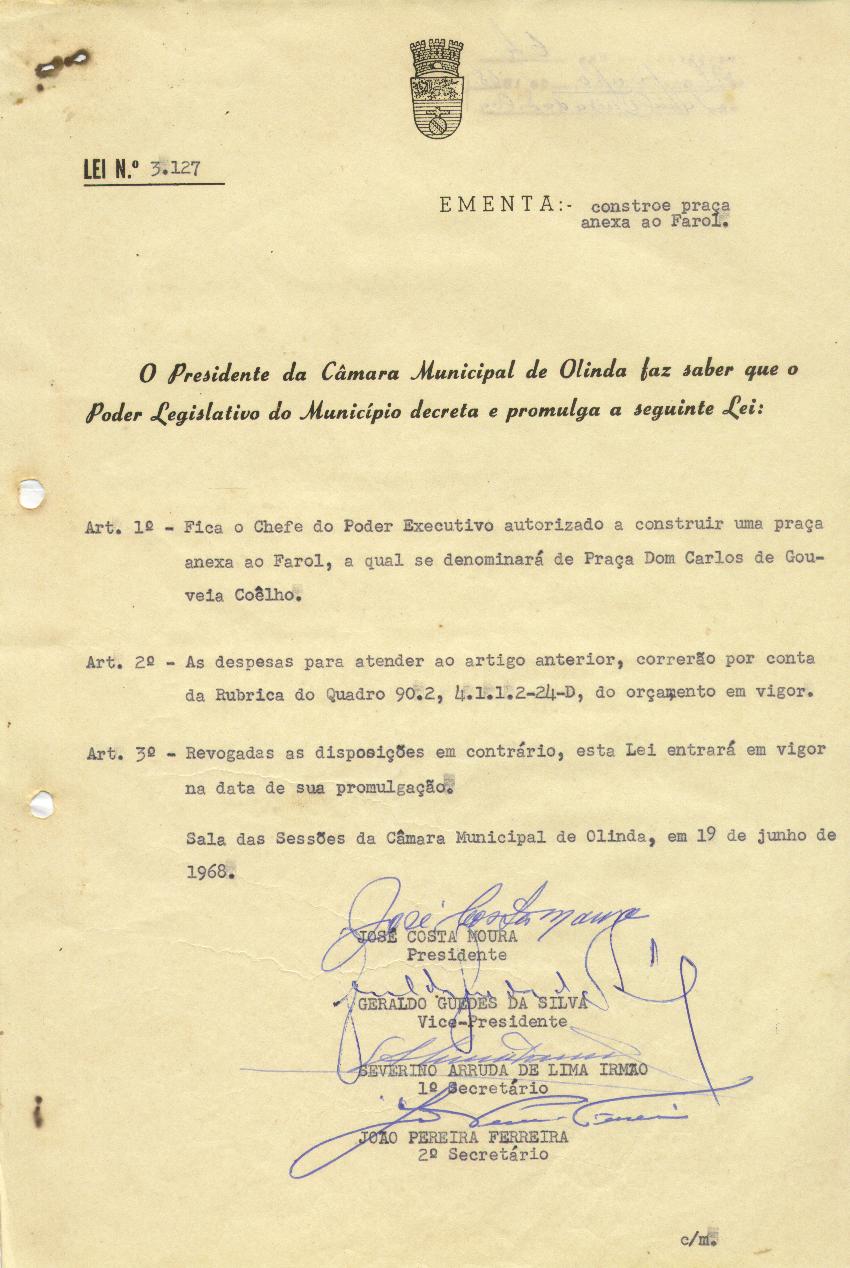 LEI N.º 3.127
EMENTA:- constroe praça
anexa ao Farol.
O Presidente da Câmara Municipal de Olinda faz saber que o
Poder Legislativo do Município decreta e promulga a seguinte Lei:
Art. 1º - Fica o Chefe do Poder Executivo autorizado a construir uma praça
anexa ao Farol, a qual se denominará de Praça Dom Carlos de Gou-
veia Coêlho.
Art. 2º - As despesas para atender ao artigo anterior, correrão por conta
da Rubrica do Quadro 90.2, 4.1.1.2-24-D, do orçamento em vigor.
Art. 3º - Revogadas as disposições em contrário, esta Lei entrará em vigor
na data de sua promulgação.
Sala das Sessões da Câmara Municipal de Olinda, em 19 de junho de
1968.
José Costa Moura
JOSÉ COSTA MOURA
Presidente
GERALDO GUEDES DA SILVA
Vice-Presidente
SEVERINO ARRUDA DE LIMA IRMÃO
1º Secretário
JOÃO PEREIRA FERREIRA
2º Secretário
c/m.